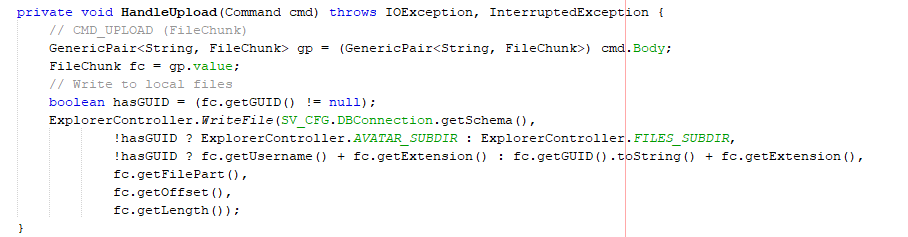 private void HandleUpload(Command cmd) throws IOException, InterruptedException {
// CMD_UPLOAD (FileChunk)
GenericPair<String, FileChunk> gp = (GenericPair<String, FileChunk>) cmd.Body;
FileChunk fc = gp.value;
// Write to local files
boolean hasGUID = (fc.getGUID() != null);
ExplorerController.WriteFile(SV_CFG.DBConnection.getSchema(),
!hasGUID ? ExplorerController.AVATAR_SUBDIR : ExplorerController.FILES_SUBDIR,
!hasGUID ? fc.getUsername() + fc.getExtension() : fc.getGUID().toString() + fc.getExtension(),
fc.getFilePart(),
fc.getOffset(),
fc.getLength());
}